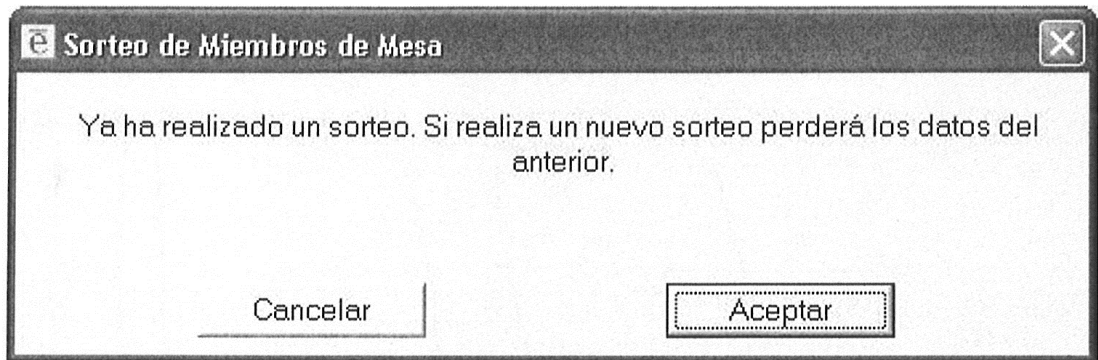 Sorteo de Miembros de Mesa
Ya ha realizado un sorteo. Si realiza un nuevo sorteo perderá los datos del
anterior.
Cancelar
Aceptar